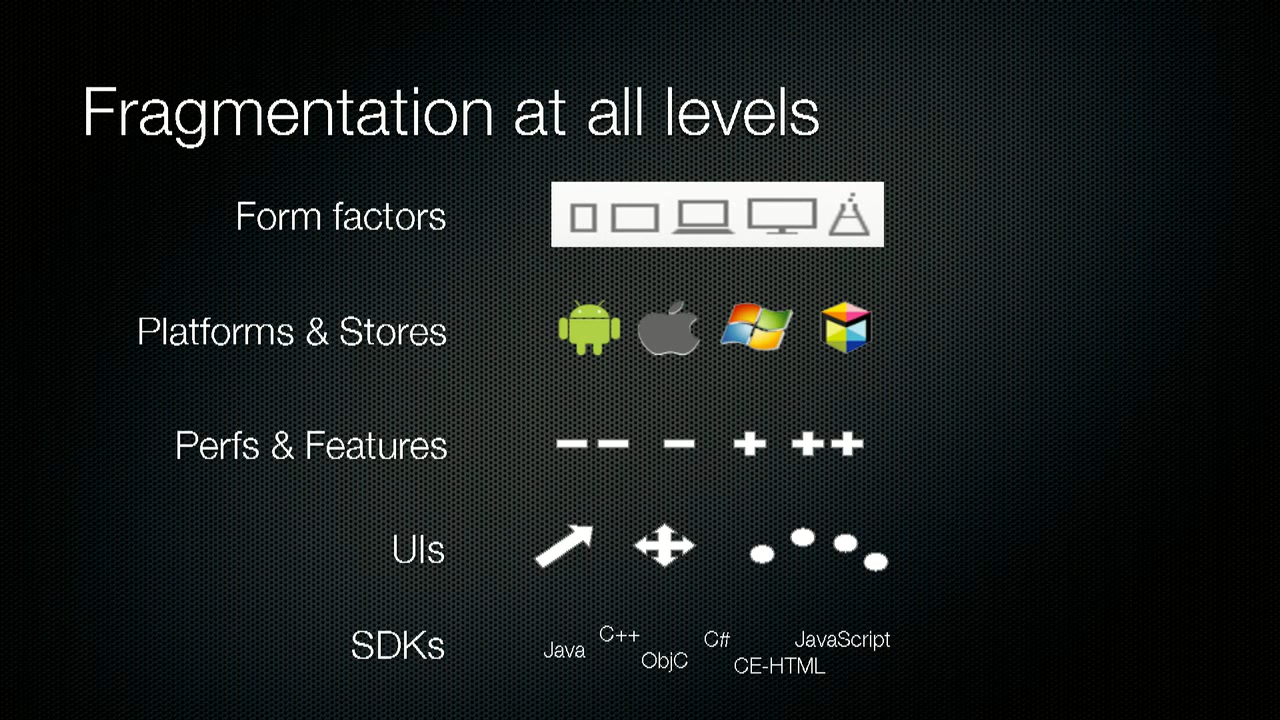 Fragmentation at all levels
Form factors
Platforms & Stores
Perfs & Features
-- - + ++
UIs
SDKs
Java C++ ObjC C# CE-HTML JavaScript